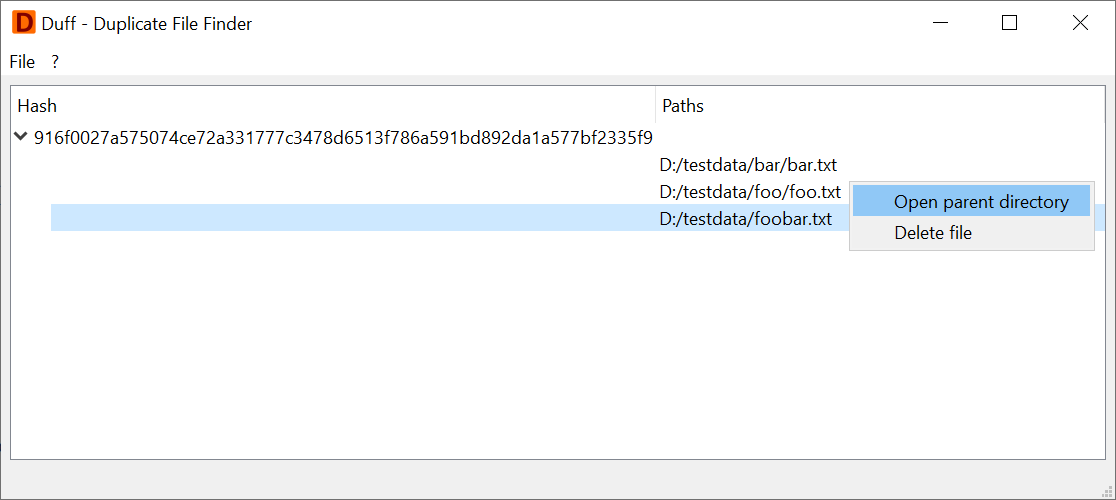 D Duff - Duplicate File Finder
File ?
Hash Paths
916f0027a575074ce72a331777c3478d6513f786a591bd892da1a577bf2335f9
D:/testdata/bar/bar.txt
D:/testdata/foo/foo.txt
Open parent directory
D:/testdata/foobar.txt
Delete file